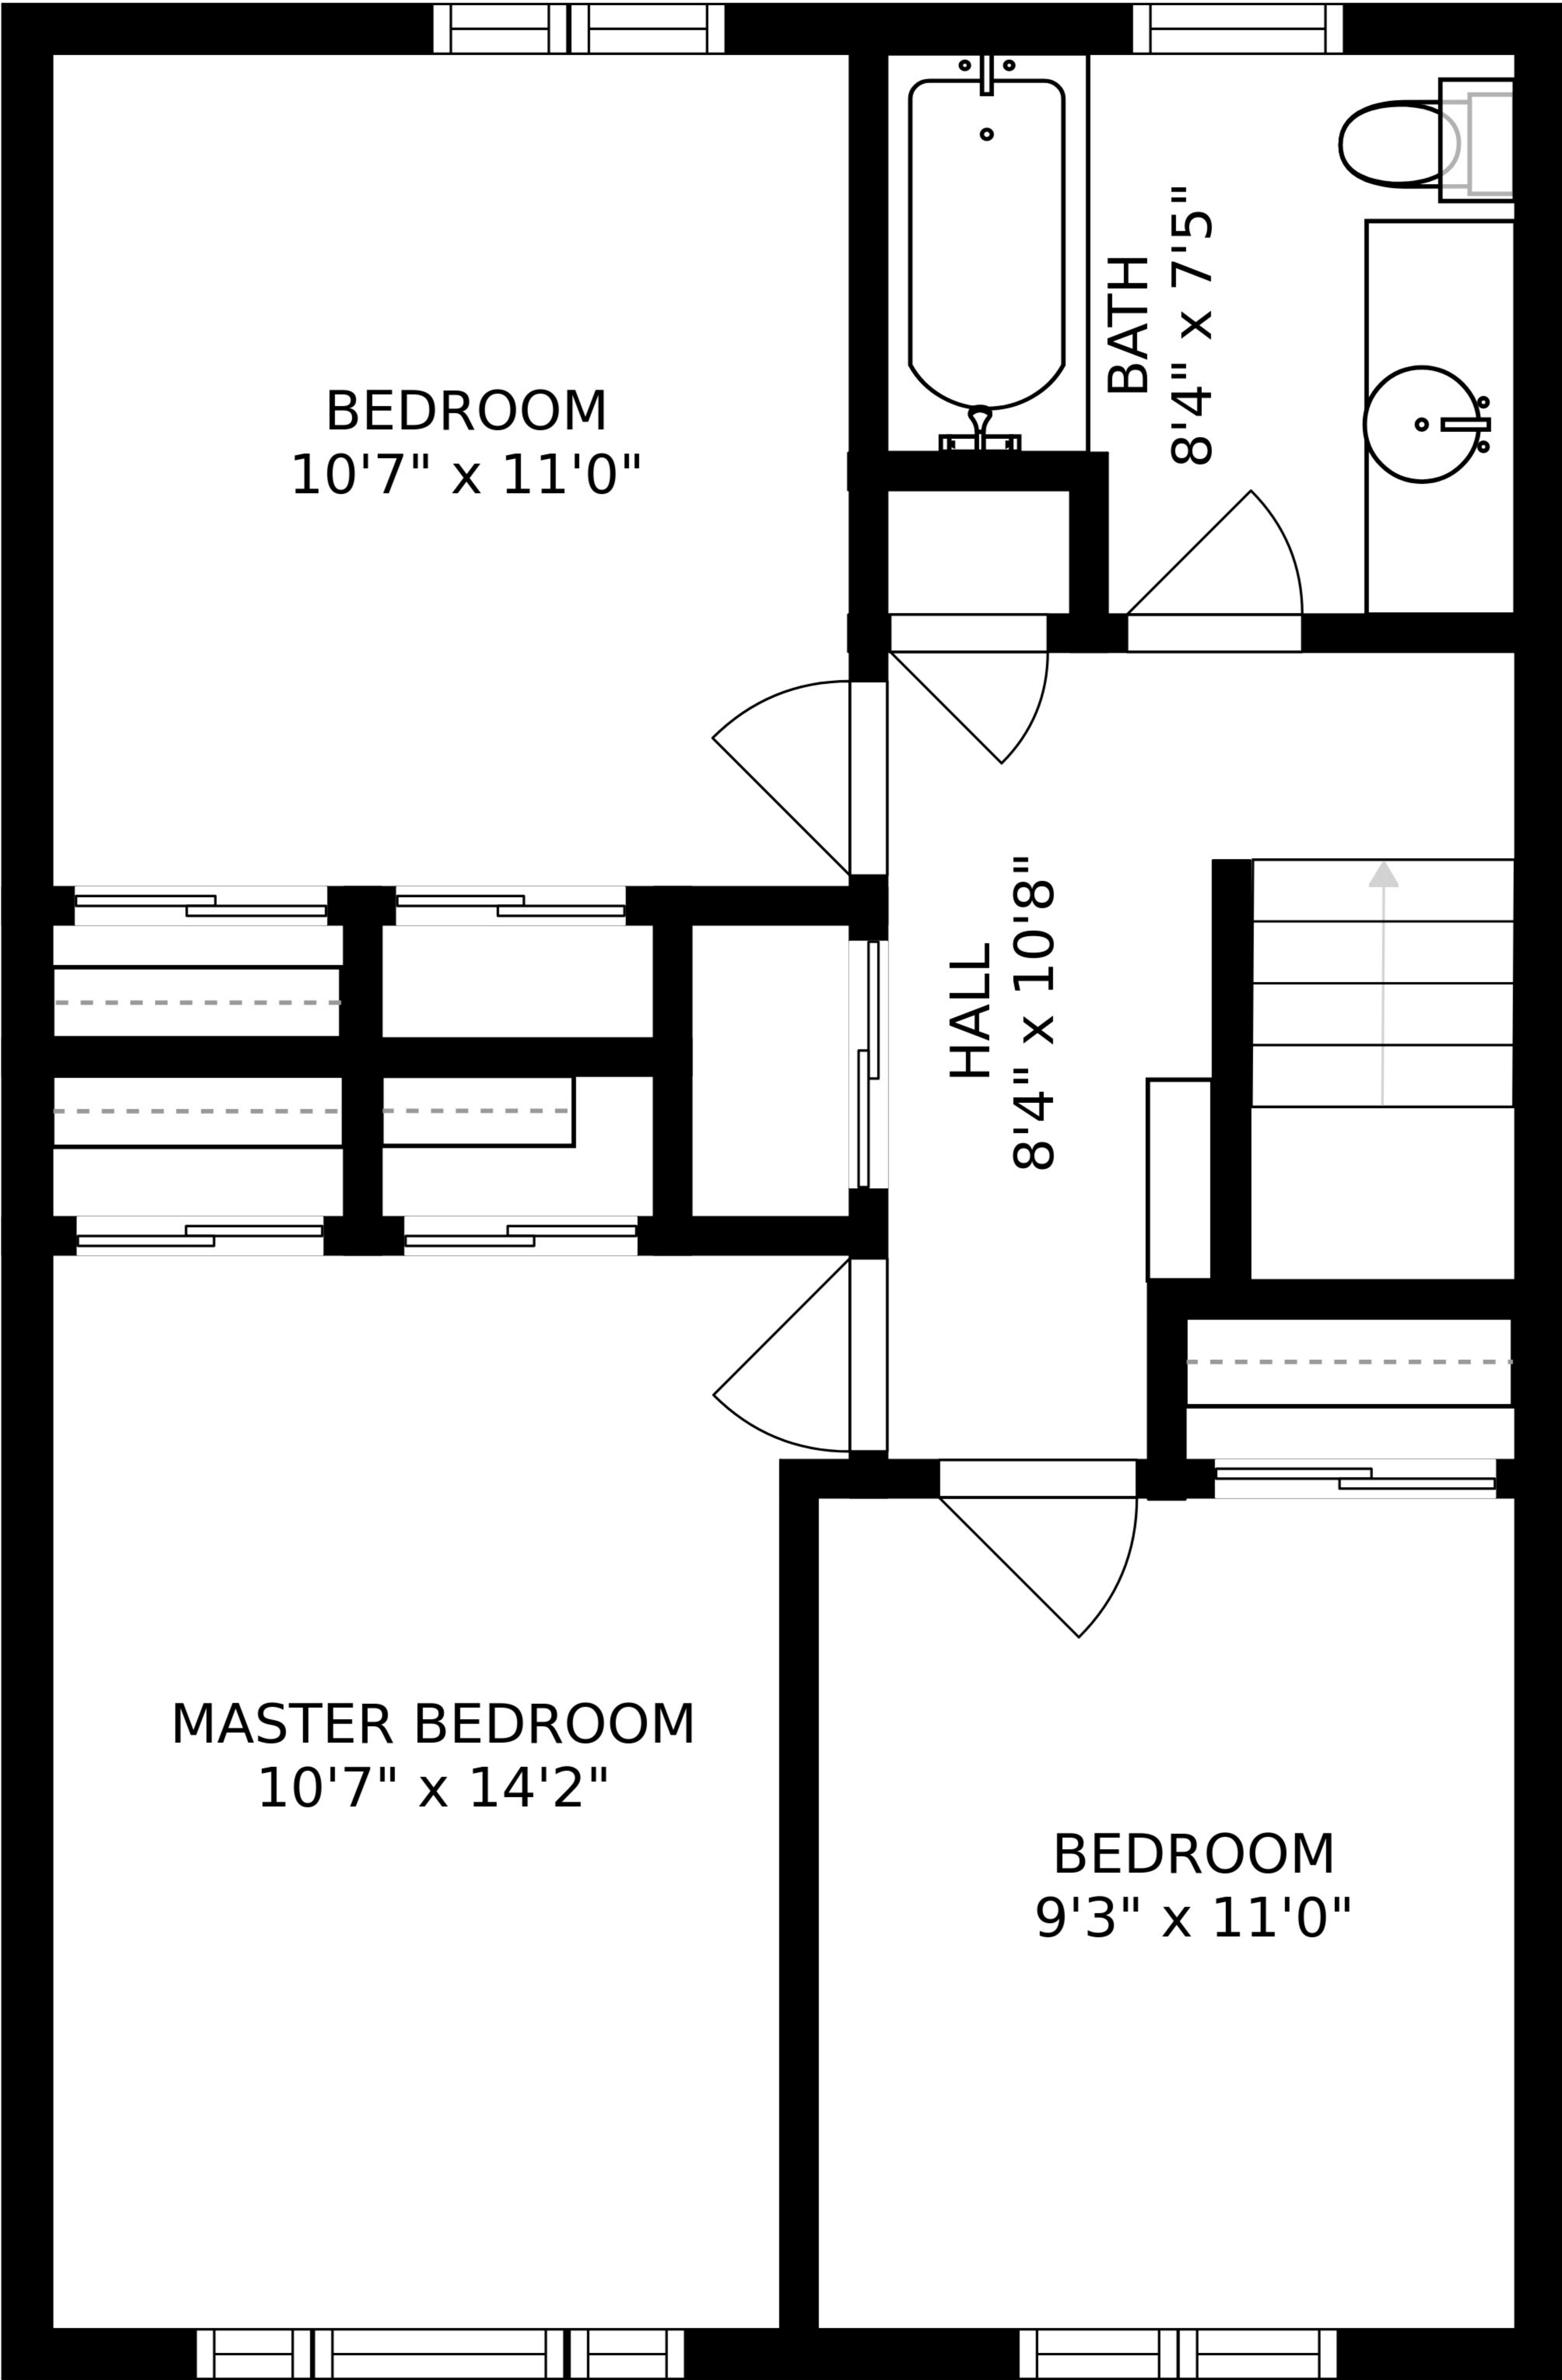 BEDROOM
10'7" x 11'0"
BATH
8'4" x 7'5"
HALL
8'4" x 10'8"
MASTER BEDROOM
10'7" x 14'2"
BEDROOM
9'3" x 11'0"